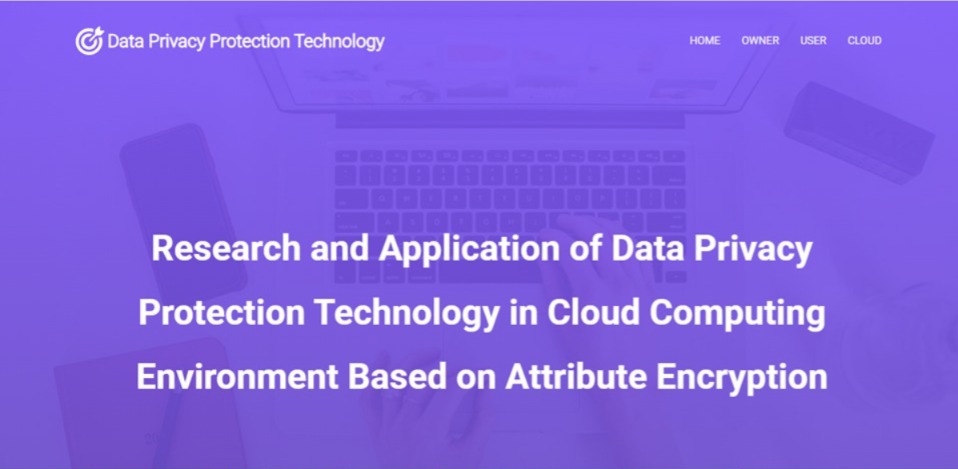 Data Privacy Protection Technology
HOME OWNER USER CLOUD
Research and Application of Data Privacy
Protection Technology in Cloud Computing
Environment Based on Attribute Encryption